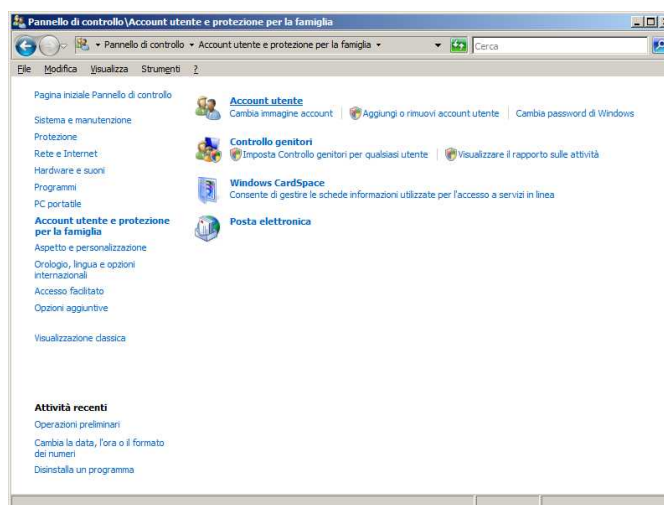 Pannello di controllo\Account utente e protezione per la famiglia
Pannello di controllo Account utente e protezione per la famiglia
Cerca
File Modifica Visualizza Strumenti ?
Pagina iniziale Pannello di controllo
Sistema e manutenzione
Protezione
Rete e Internet
Hardware e suoni
Programmi
PC portatile
Account utente e protezione
per la famiglia
Aspetto e personalizzazione
Orologio, lingua e opzioni
internazionali
Accesso facilitato
Opzioni aggiuntive
Visualizzazione classica
Account utente
Cambia immagine account Aggiungi o rimuovi account utente Cambia password di Windows
Controllo genitori
Imposta Controllo genitori per qualsiasi utente Visualizzare il rapporto sulle attività
Windows CardSpace
Consente di gestire le schede informazioni utilizzate per l'accesso a servizi in linea
Posta elettronica
Attività recenti
Operazioni preliminari
Cambia la data, l'ora o il formato
dei numeri
Disinstalla un programma